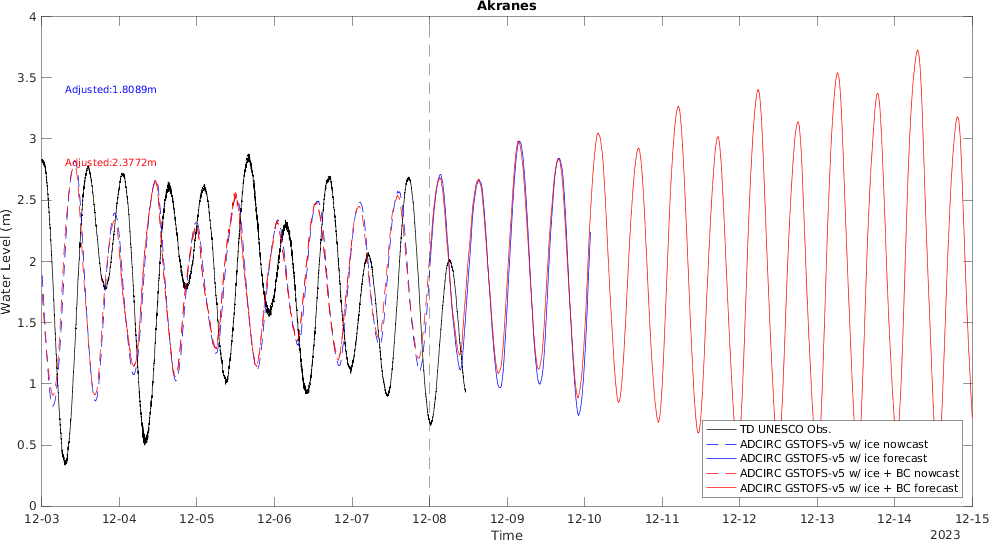 Akranes
4
3.5
3
2.5
2
1.5
1
0.5
0
Water Level (m)
Adjusted:1.8089m
Adjusted:2.3772m
TD UNESCO Obs.
ADCIRC GSTOFS-v5 w/ ice nowcast
ADCIRC GSTOFS-v5 w/ ice forecast
ADCIRC GSTOFS-v5 w/ ice + BC nowcast
ADCIRC GSTOFS-v5 w/ ice + BC forecast
12-03 12-04 12-05 12-06 12-07 12-08 12-09 12-10 12-11 12-12 12-13 12-14 12-15
Time
2023